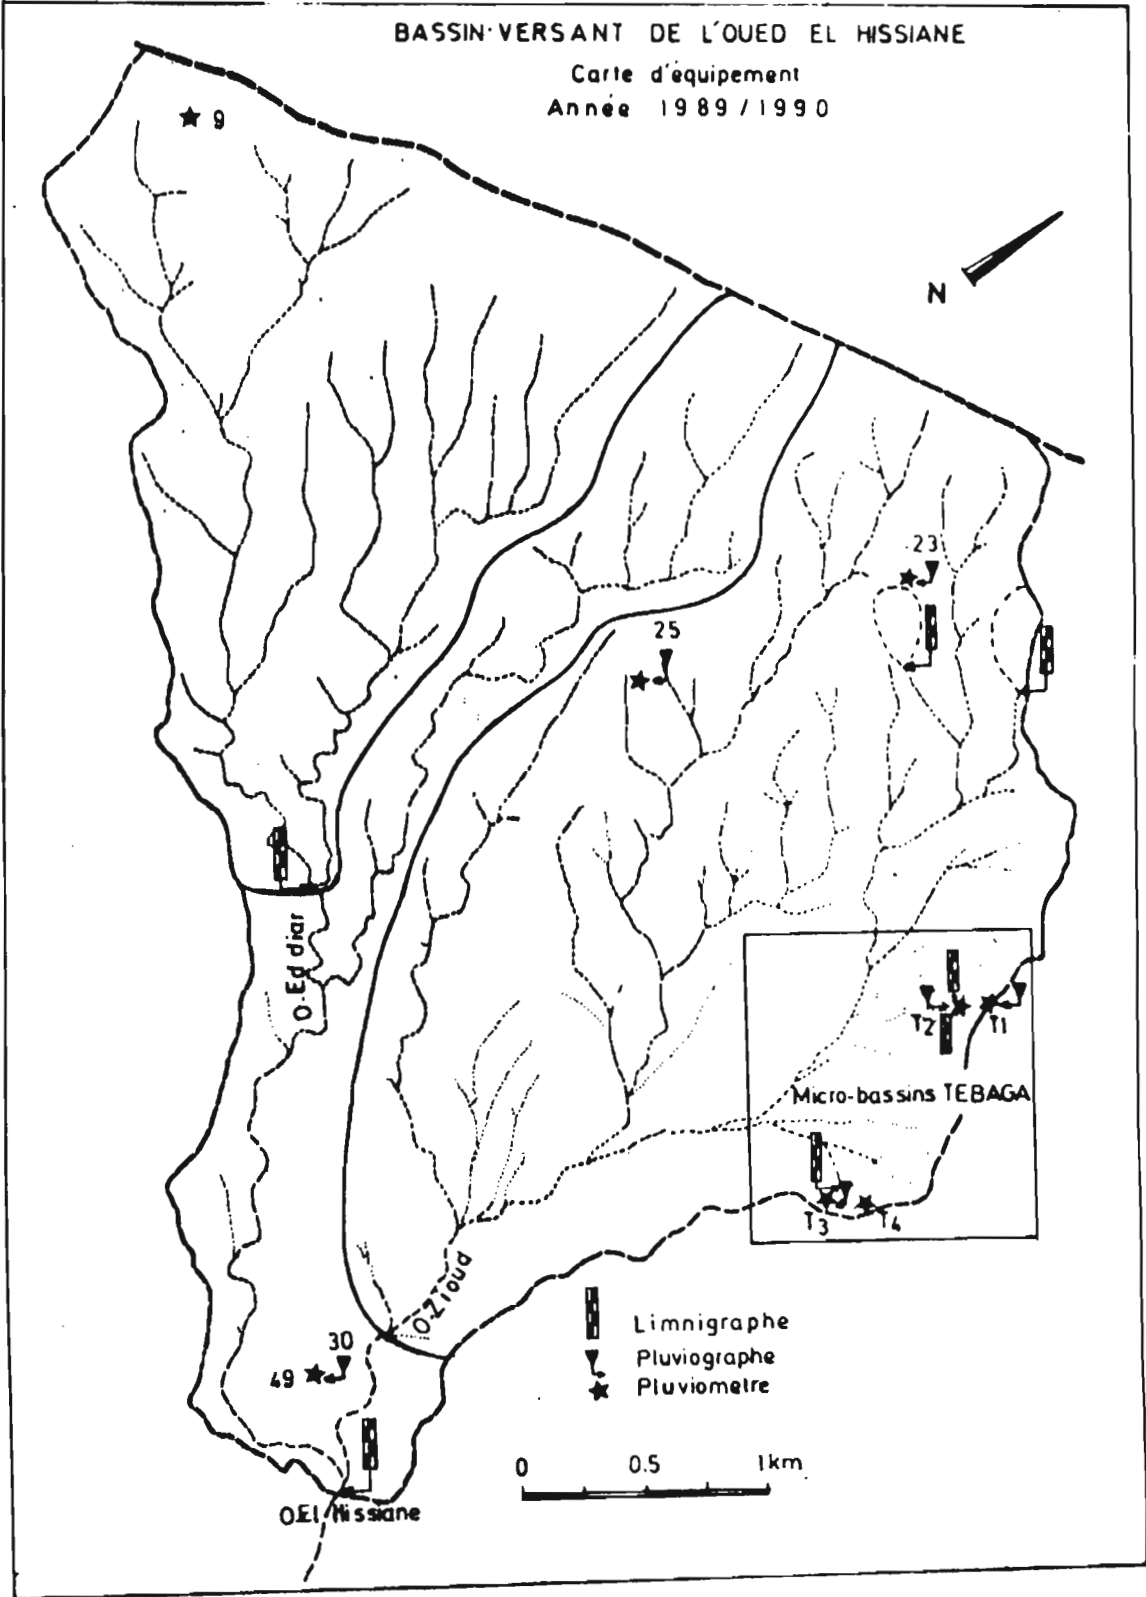 BASSIN-VERSANT DE L'OUED EL HISSIANE
Carte d'équipement
Année 1989/1990
9
N
23
25
O-Ed diar
T2
T1
Micro-bassins TEBAGA
T3
T4
O-Zioud
30
49
Limnigraphe
Pluviographe
Pluviometre
0 0.5 1km
O.El Hissiane